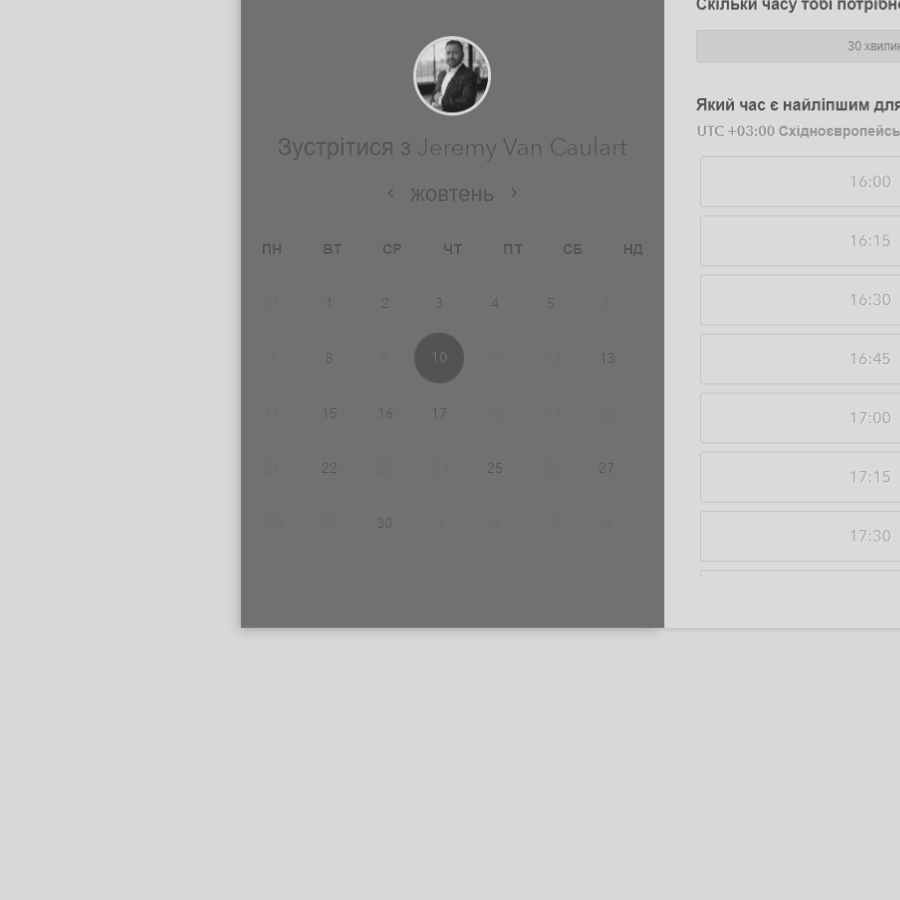 Скільки часу тобі потрібно
30 хвилин
Зустрітися з Jeremy Van Caulart
жовтень
ПН ВТ СР ЧТ ПТ СБ НД
1 2 3 4 5 6
7 8 9 10 11 12 13
14 15 16 17 18 19 20
21 22 23 24 25 26 27
28 29 30 1 2 3 4
Який час є найліпшим для
UTC +03:00 Східноєвропейсь
16:00
16:15
16:30
16:45
17:00
17:15
17:30